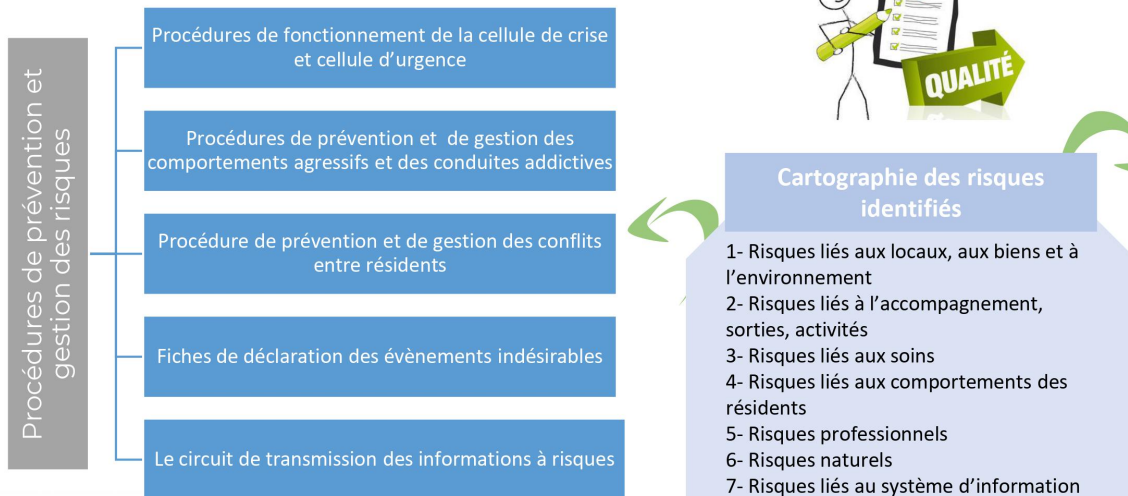 Procédures de prévention et
gestion des risques
Procédures de fonctionnement de la cellule de crise
et cellule d’urgence
Procédures de prévention et de gestion des
comportements agressifs et des conduites addictives
Procédure de prévention et de gestion des conflits
entre résidents
Fiches de déclaration des évènements indésirables
Le circuit de transmission des informations à risques
QUALITÉ
Cartographie des risques
identifiés
1- Risques liés aux locaux, aux biens et à
l’environnement
2- Risques liés à l’accompagnement,
sorties, activités
3- Risques liés aux soins
4- Risques liés aux comportements des
résidents
5- Risques professionnels
6- Risques naturels
7- Risques liés au système d’information